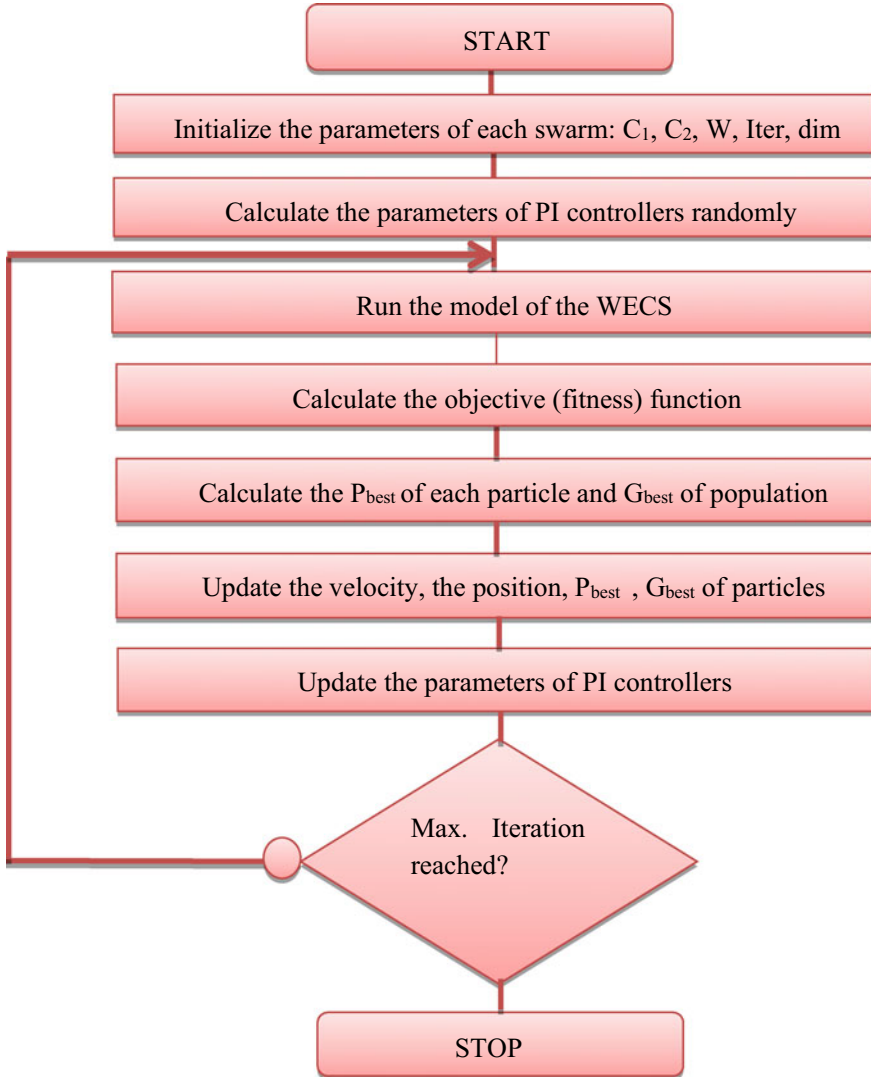 START
Initialize the parameters of each swarm: C₁, C₂, W, Iter, dim
Calculate the parameters of PI controllers randomly
Run the model of the WECS
Calculate the objective (fitness) function
Calculate the Pbest of each particle and Gbest of population
Update the velocity, the position, Pbest , Gbest of particles
Update the parameters of PI controllers
Max. Iteration
reached?
STOP